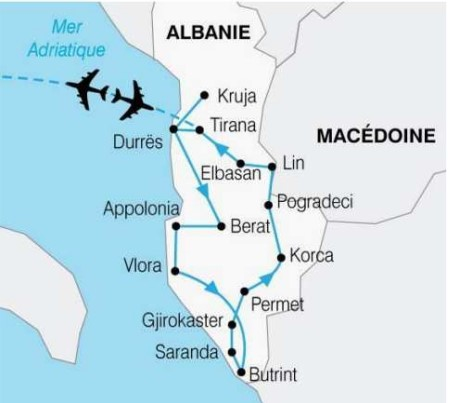 Mer
Adriatique
ALBANIE
Kruja
Tirana
Durrës
MACÉDOINE
Elbasan
Lin
Pogradeci
Appolonia
Berat
Vlora
Korca
Permet
Gjirokaster
Saranda
Butrint